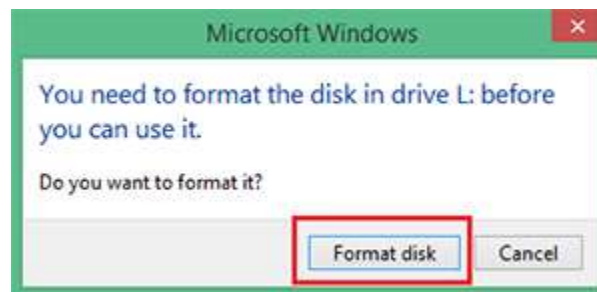 Microsoft Windows
You need to format the disk in drive L: before
you can use it.
Do you want to format it?
Format disk
Cancel